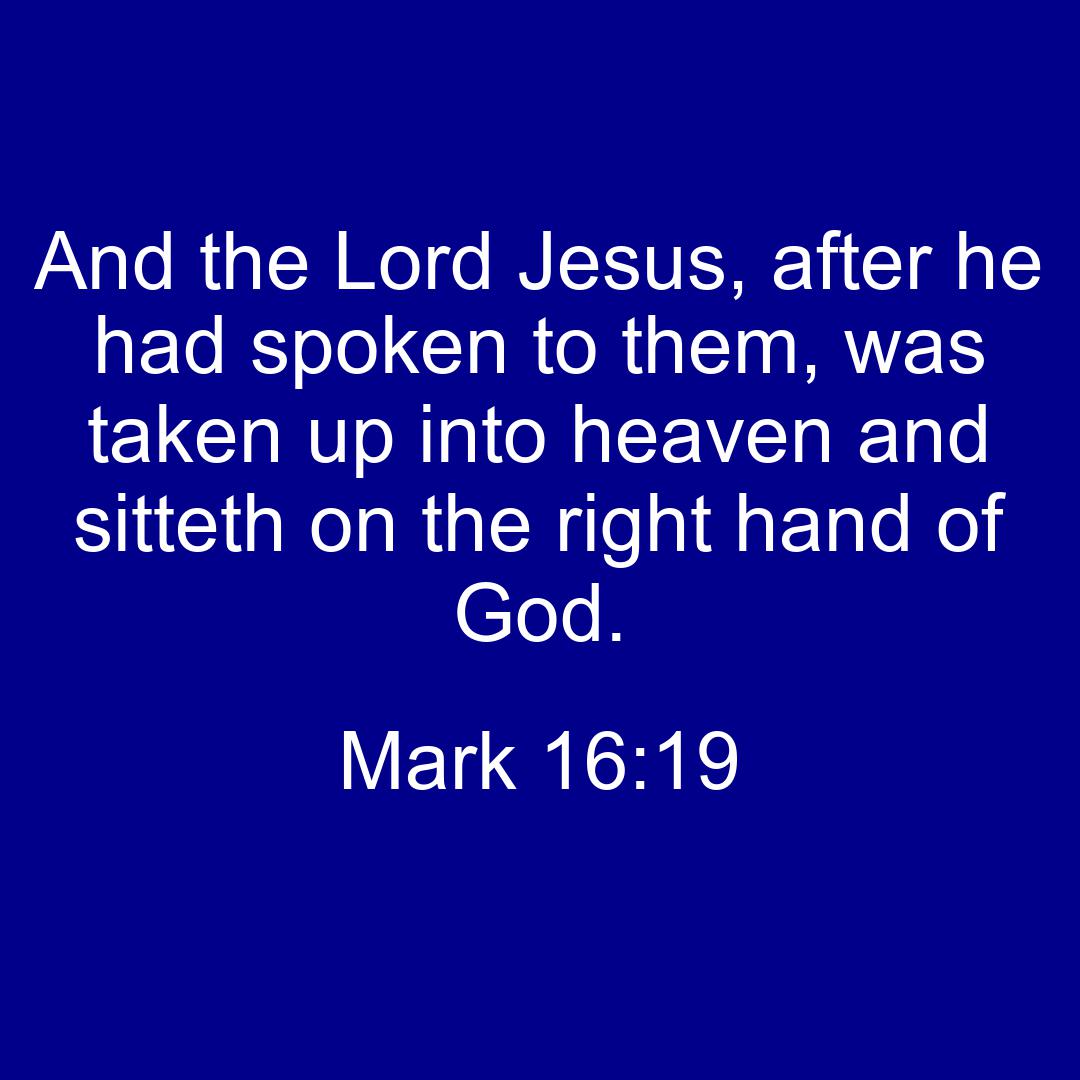 And the Lord Jesus, after he
had spoken to them, was
taken up into heaven and
sitteth on the right hand of
God.
Mark 16:19